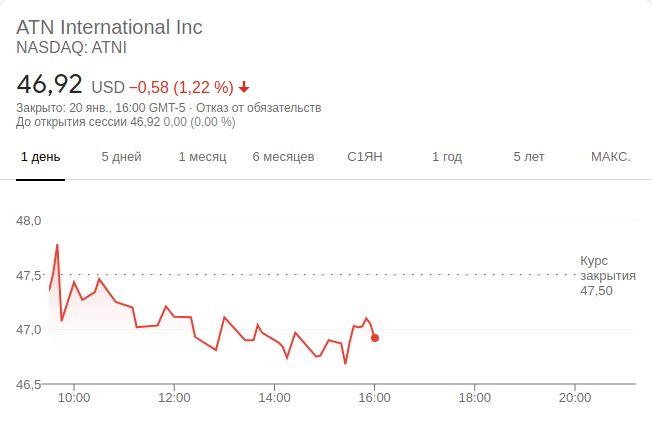 ATN International Inc
NASDAQ: ATNI
46,92 USD −0,58 (1,22 %)
Закрыто: 20 янв., 16:00 GMT-5 · Отказ от обязательств
До открытия сессии 46,92 0,00 (0,00 %)
1 день 5 дней 1 месяц 6 месяцев С1ЯН 1 год 5 лет МАКС.
48,0
Курс
47,5 закрытия
47,50
47,0
46,5
10:00 12:00 14:00 16:00 18:00 20:00